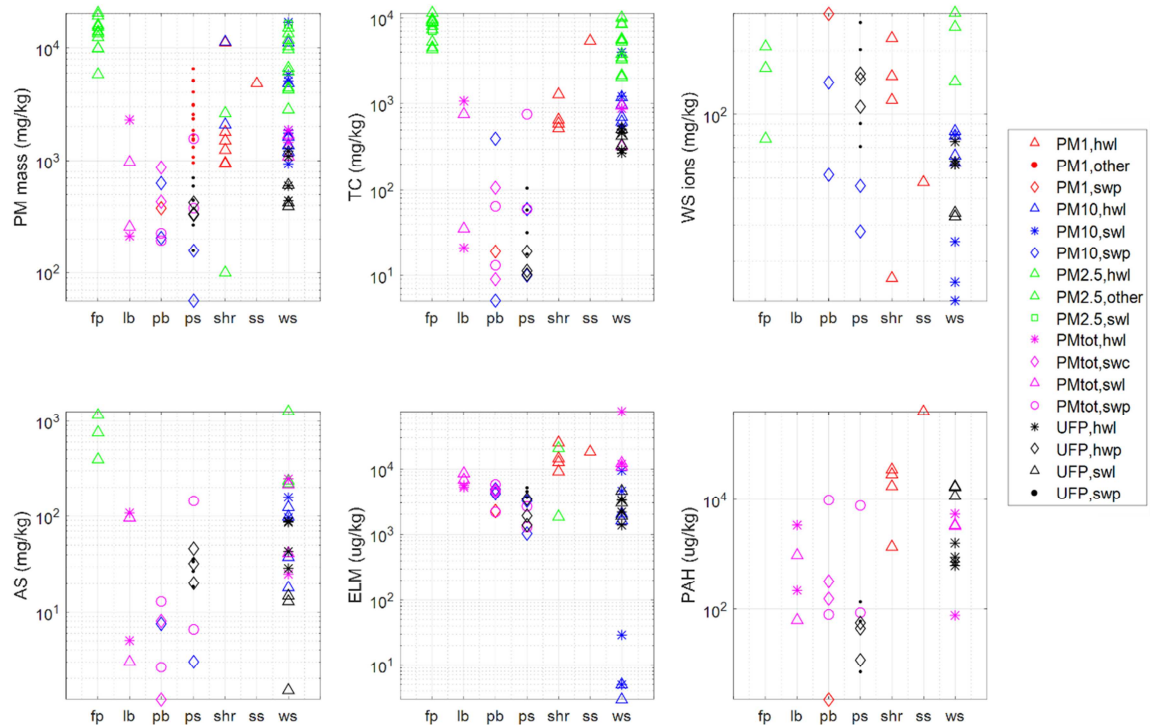 PM mass (mg/kg)
10^4
10^3
10^2
fp lb pb ps shr ss ws
TC (mg/kg)
10^4
10^3
10^2
10^1
fp lb pb ps shr ss ws
WS ions (mg/kg)
10^2
fp lb pb ps shr ss ws
AS (mg/kg)
10^3
10^2
10^1
fp lb pb ps shr ss ws
ELM (ug/kg)
10^4
10^3
10^2
10^1
fp lb pb ps shr ss ws
PAH (ug/kg)
10^4
10^2
fp lb pb ps shr ss ws
PM1,hwl
PM1,other
PM1,swp
PM10,hwl
PM10,swl
PM10,swp
PM2.5,hwl
PM2.5,other
PM2.5,swl
PMtot,hwl
PMtot,swc
PMtot,swl
PMtot,swp
UFP,hwl
UFP,hwp
UFP,swl
UFP,swp